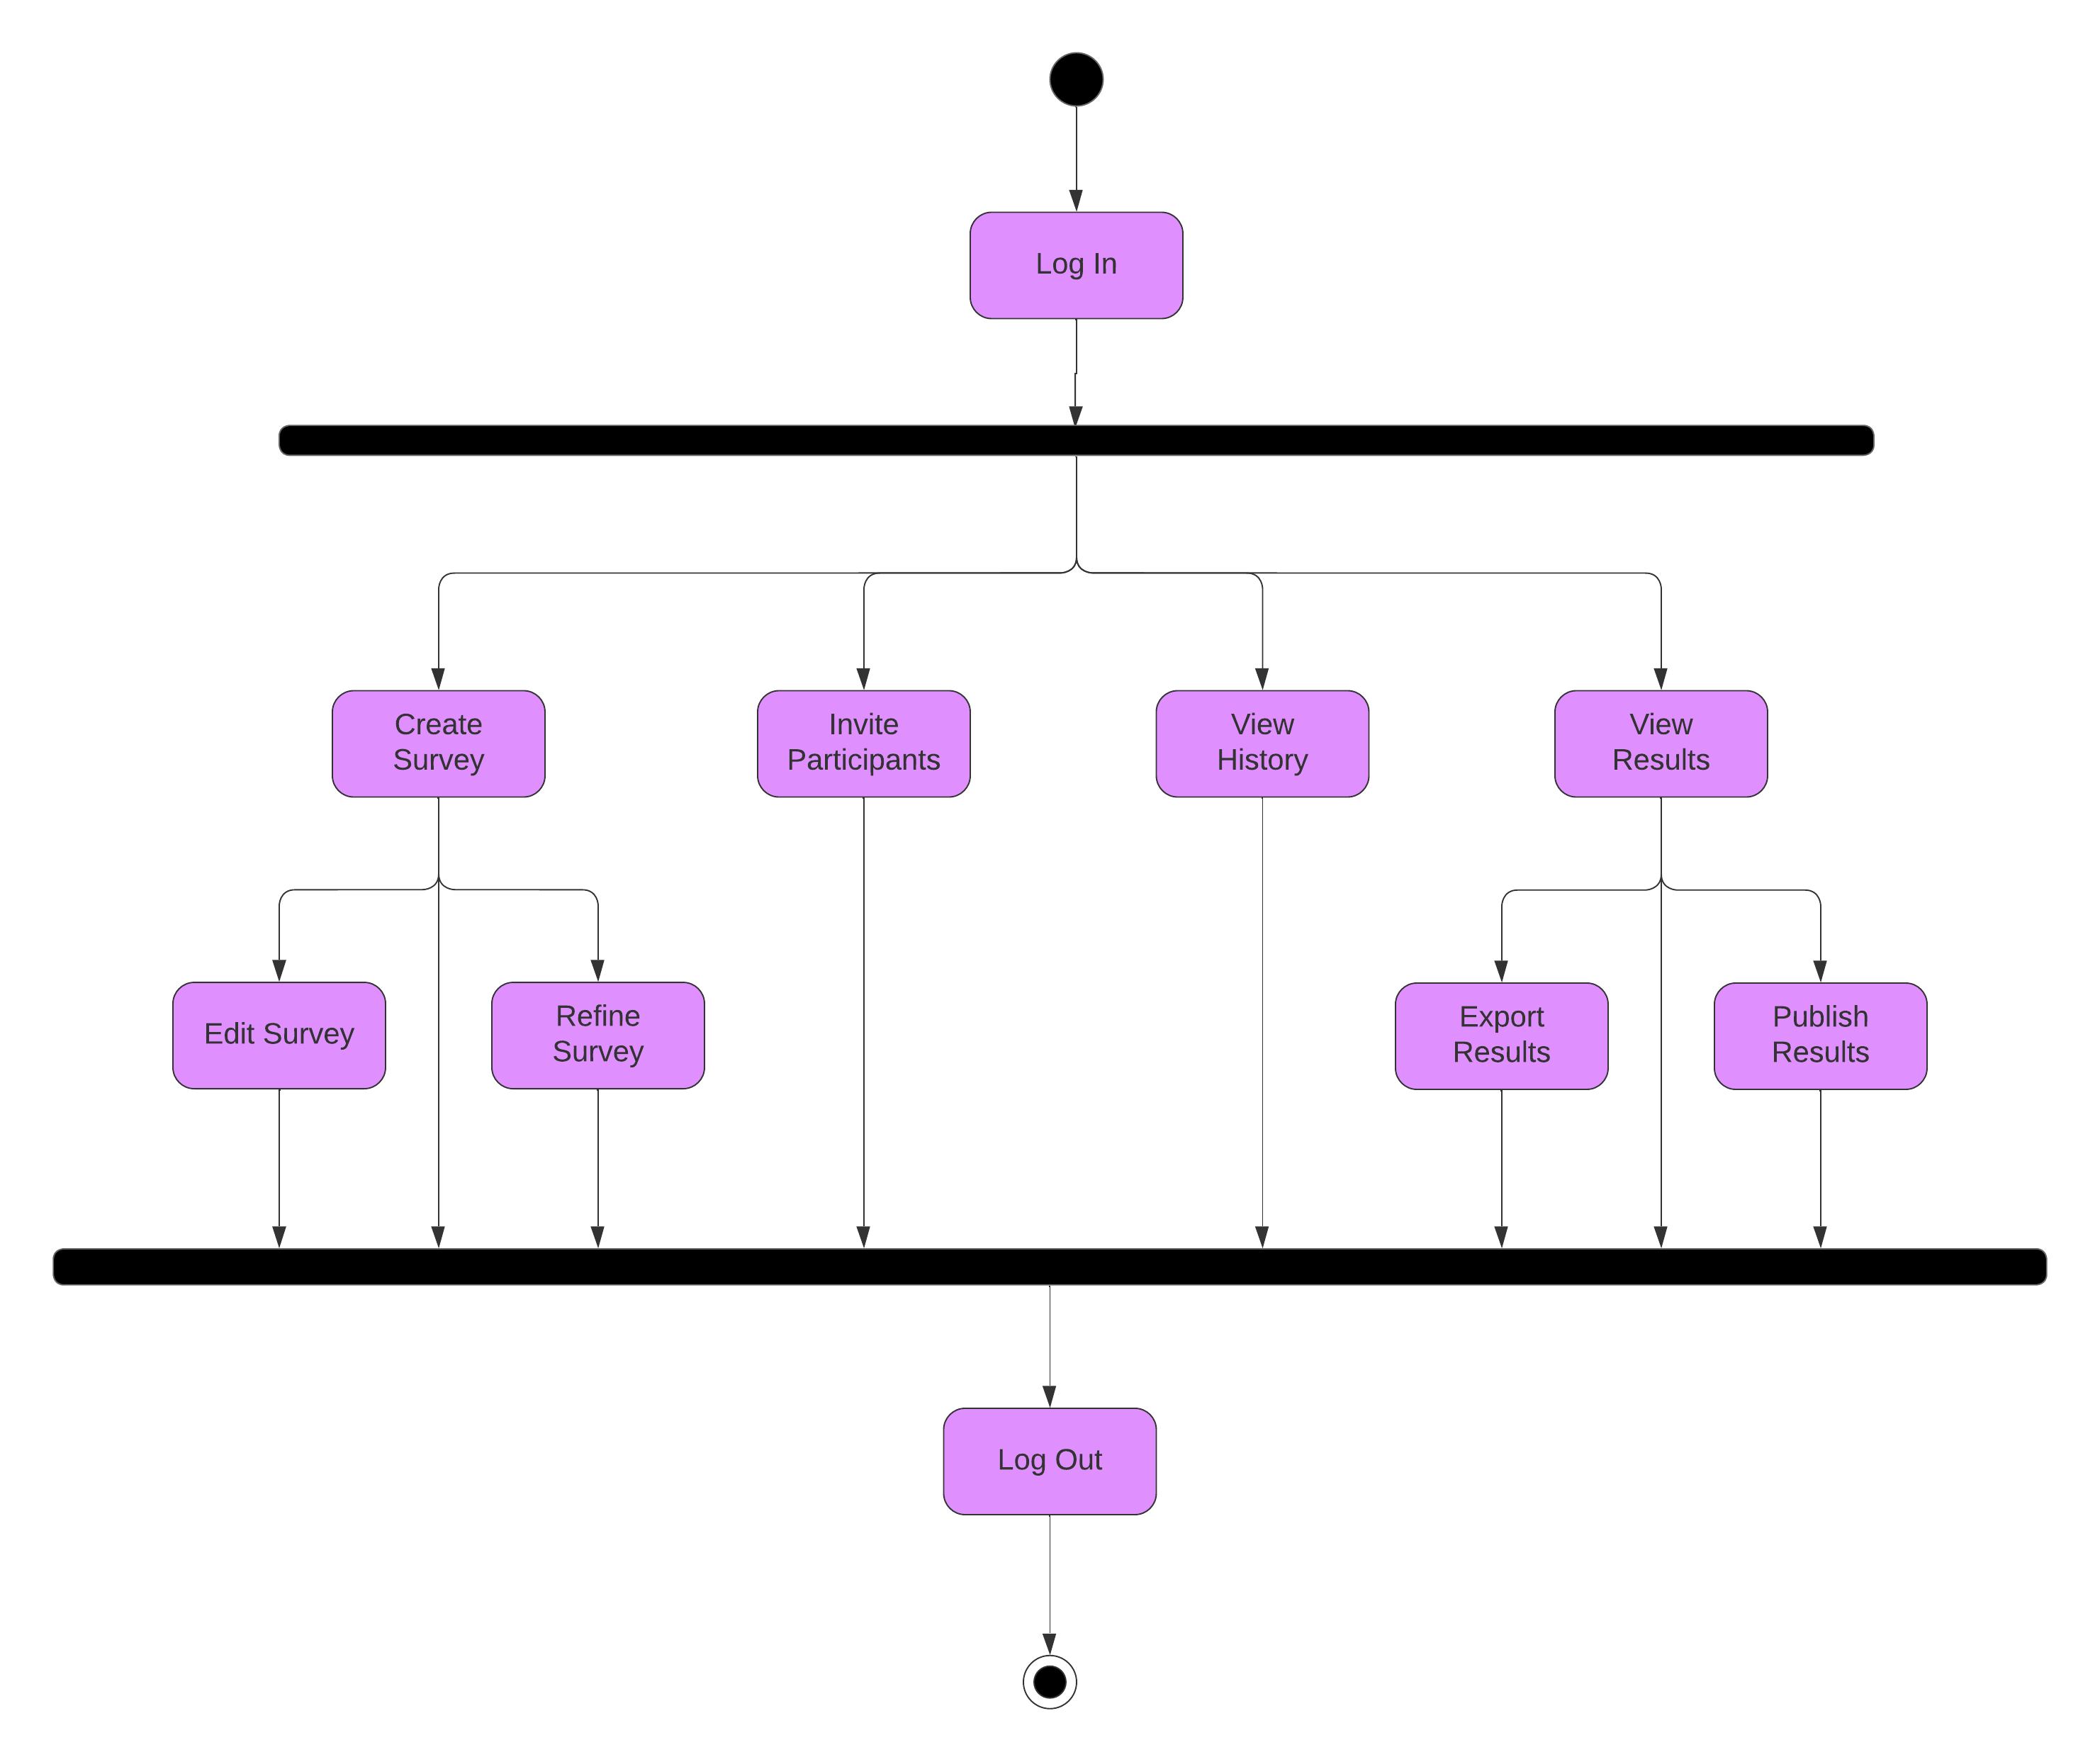 Log In
Create
Survey
Invite
Participants
View
History
View
Results
Edit Survey
Refine
Survey
Export
Results
Publish
Results
Log Out